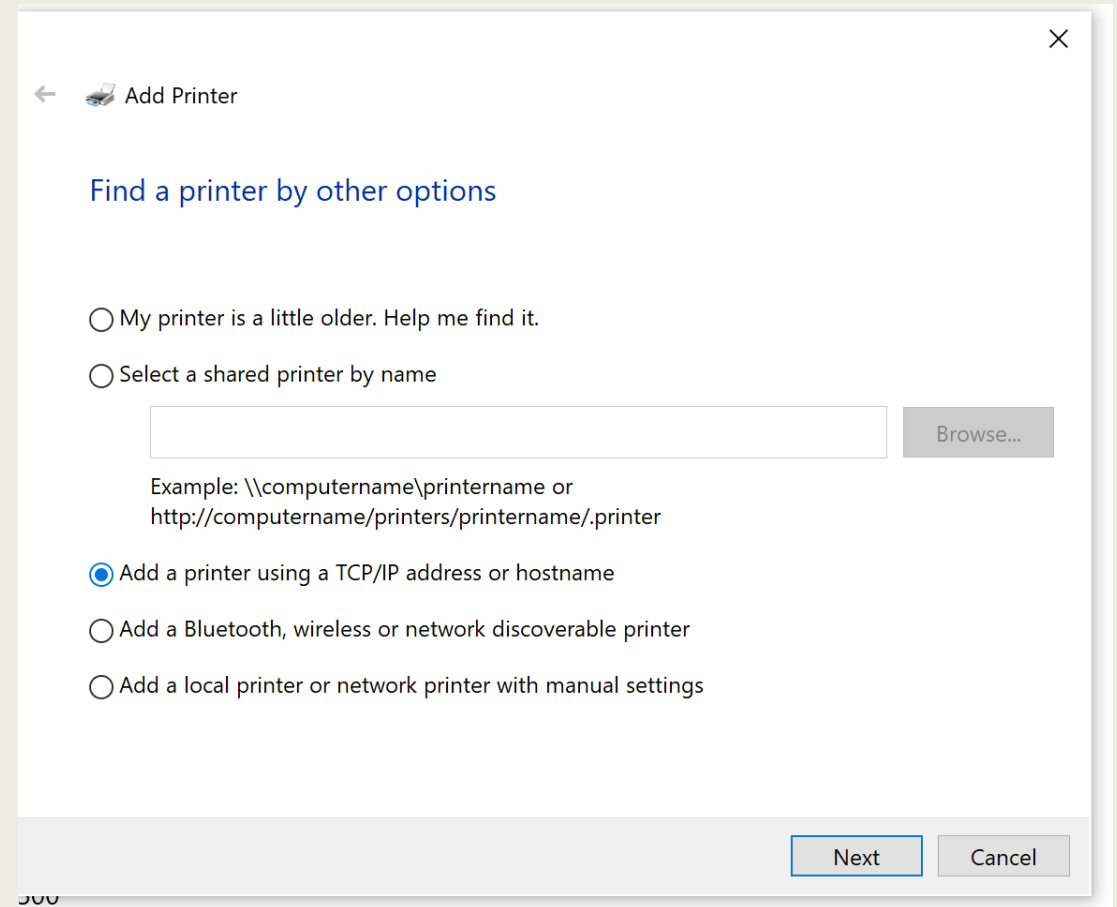 Add Printer
Find a printer by other options
My printer is a little older. Help me find it.
Select a shared printer by name
Browse...
Example: \\computername\printername or
http://computername/printers/printername/.printer
Add a printer using a TCP/IP address or hostname
Add a Bluetooth, wireless or network discoverable printer
Add a local printer or network printer with manual settings
Next Cancel